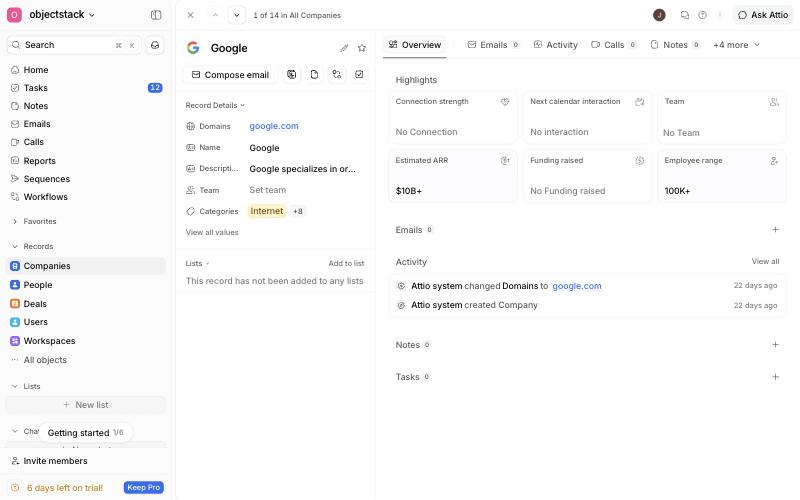 objectstack
Search
⌘ K
Home
Tasks 12
Notes
Emails
Calls
Reports
Sequences
Workflows
Favorites
Records
Companies
People
Deals
Users
Workspaces
All objects
Lists
+ New list
Getting started 1/6
Invite members
6 days left on trial! Keep Pro
1 of 14 in All Companies
J
Ask Attio
Google
Compose email
Record Details
Domains google.com
Name Google
Descripti... Google specializes in or...
Team Set team
Categories Internet +8
View all values
Lists Add to list
This record has not been added to any lists
Overview Emails 0 Activity Calls 0 Notes 0 +4 more
Highlights
Connection strength
No Connection
Next calendar interaction
No interaction
Team
No Team
Estimated ARR
$10B+
Funding raised
No Funding raised
Employee range
100K+
Emails 0
Activity View all
Attio system changed Domains to google.com 22 days ago
Attio system created Company 22 days ago
Notes 0
Tasks 0